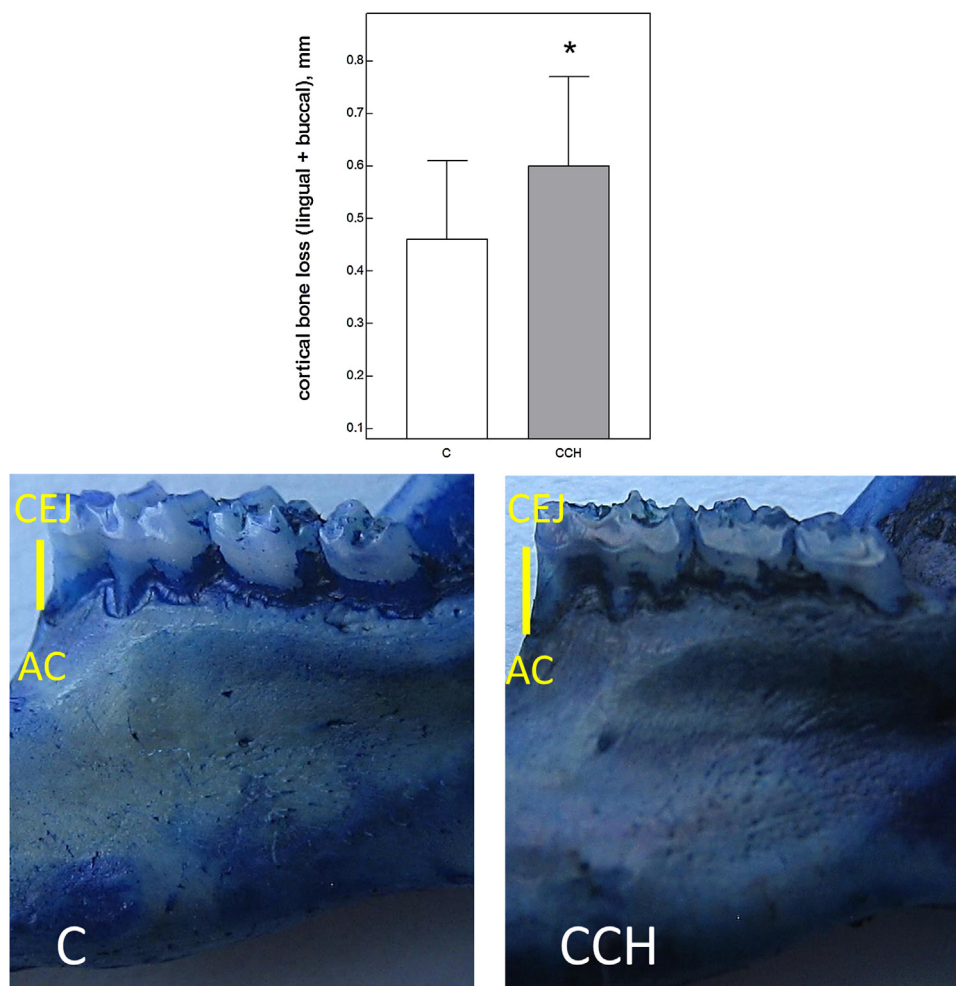 cortical bone loss (lingual + buccal), mm
0.8
0.7
0.6
0.5
0.4
0.3
0.2
0.1
*
C
CCH
CEJ
AC
C
CEJ
AC
CCH